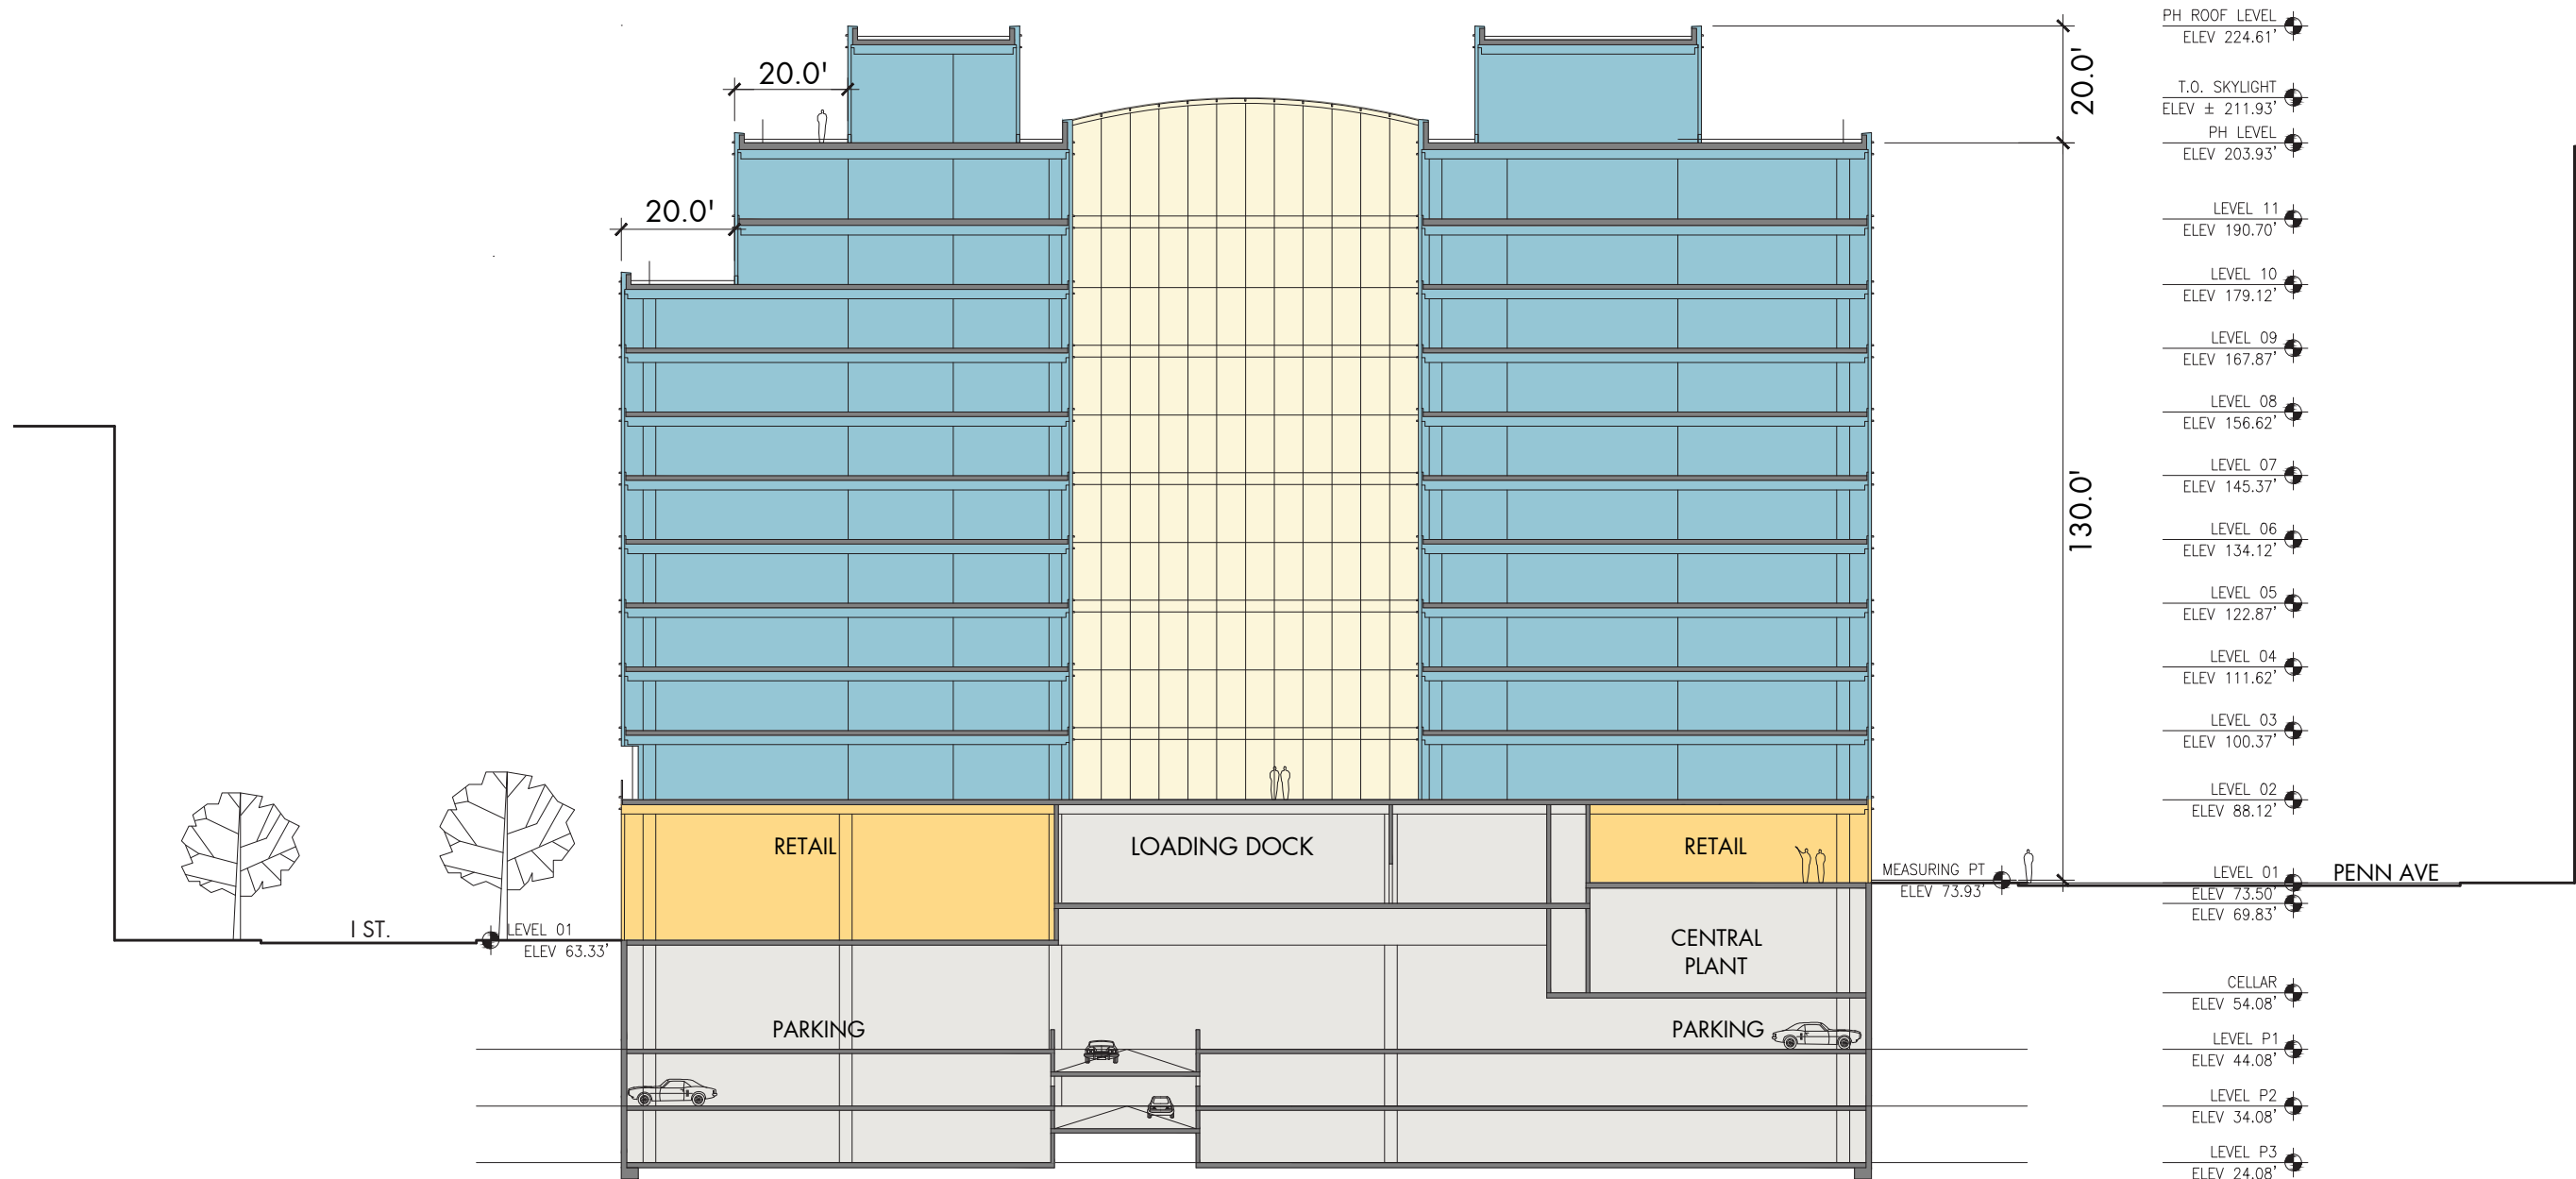 PH ROOF LEVEL
ELEV 224.61'
20.0'
20.0'
T.O. SKYLIGHT
ELEV ± 211.93'
PH LEVEL
ELEV 203.93'
20.0'
LEVEL 11
ELEV 190.70'
LEVEL 10
ELEV 179.12'
LEVEL 09
ELEV 167.87'
LEVEL 08
ELEV 156.62'
LEVEL 07
ELEV 145.37'
130.0'
LEVEL 06
ELEV 134.12'
LEVEL 05
ELEV 122.87'
LEVEL 04
ELEV 111.62'
LEVEL 03
ELEV 100.37'
LEVEL 02
ELEV 88.12'
RETAIL
LOADING DOCK
RETAIL
MEASURING PT
ELEV 73.93'
LEVEL 01
ELEV 73.50'
ELEV 69.83'
PENN AVE
I ST.
LEVEL 01
ELEV 63.33'
CENTRAL
PLANT
CELLAR
ELEV 54.08'
PARKING
PARKING
LEVEL P1
ELEV 44.08'
LEVEL P2
ELEV 34.08'
LEVEL P3
ELEV 24.08'